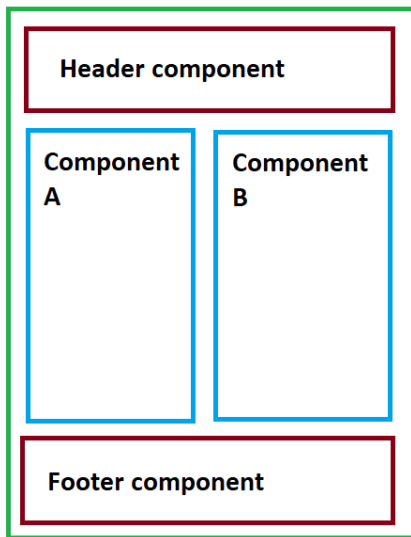 Header component
Component
A
Component
B
Footer component